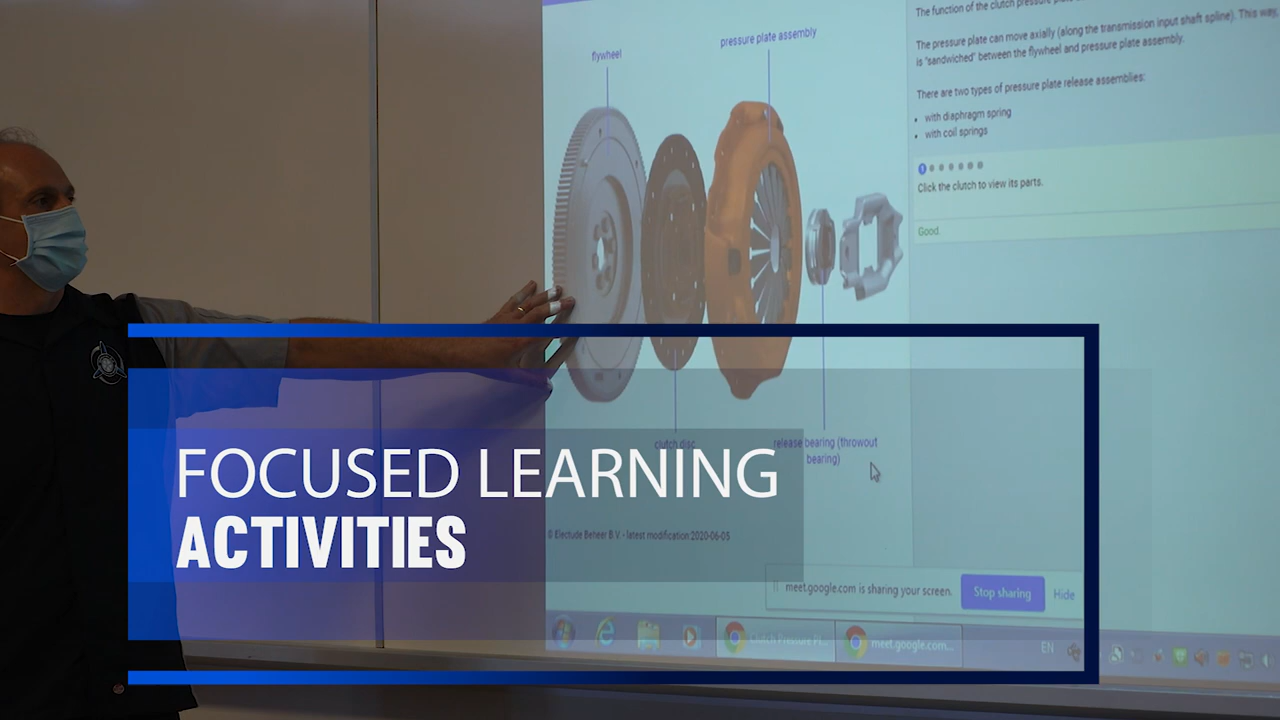 The function of the clutch pressure
The pressure plate can move axially (along the transmission input shaft spline). This way,
is "sandwiched" between the flywheel and pressure plate assembly.
There are two types of pressure plate release assemblies:
with diaphragm spring
with coil springs
1
Click the clutch to view its parts.
Good.
flywheel
pressure plate assembly
clutch disc
release bearing (throwout
bearing)
FOCUSED LEARNING
ACTIVITIES
© Electude Beheer B.V. - latest modification:2020-06-05
meet.google.com is sharing your screen.
Stop sharing
Hide
Clutch Pressure Pl...
meet.google.com...
EN